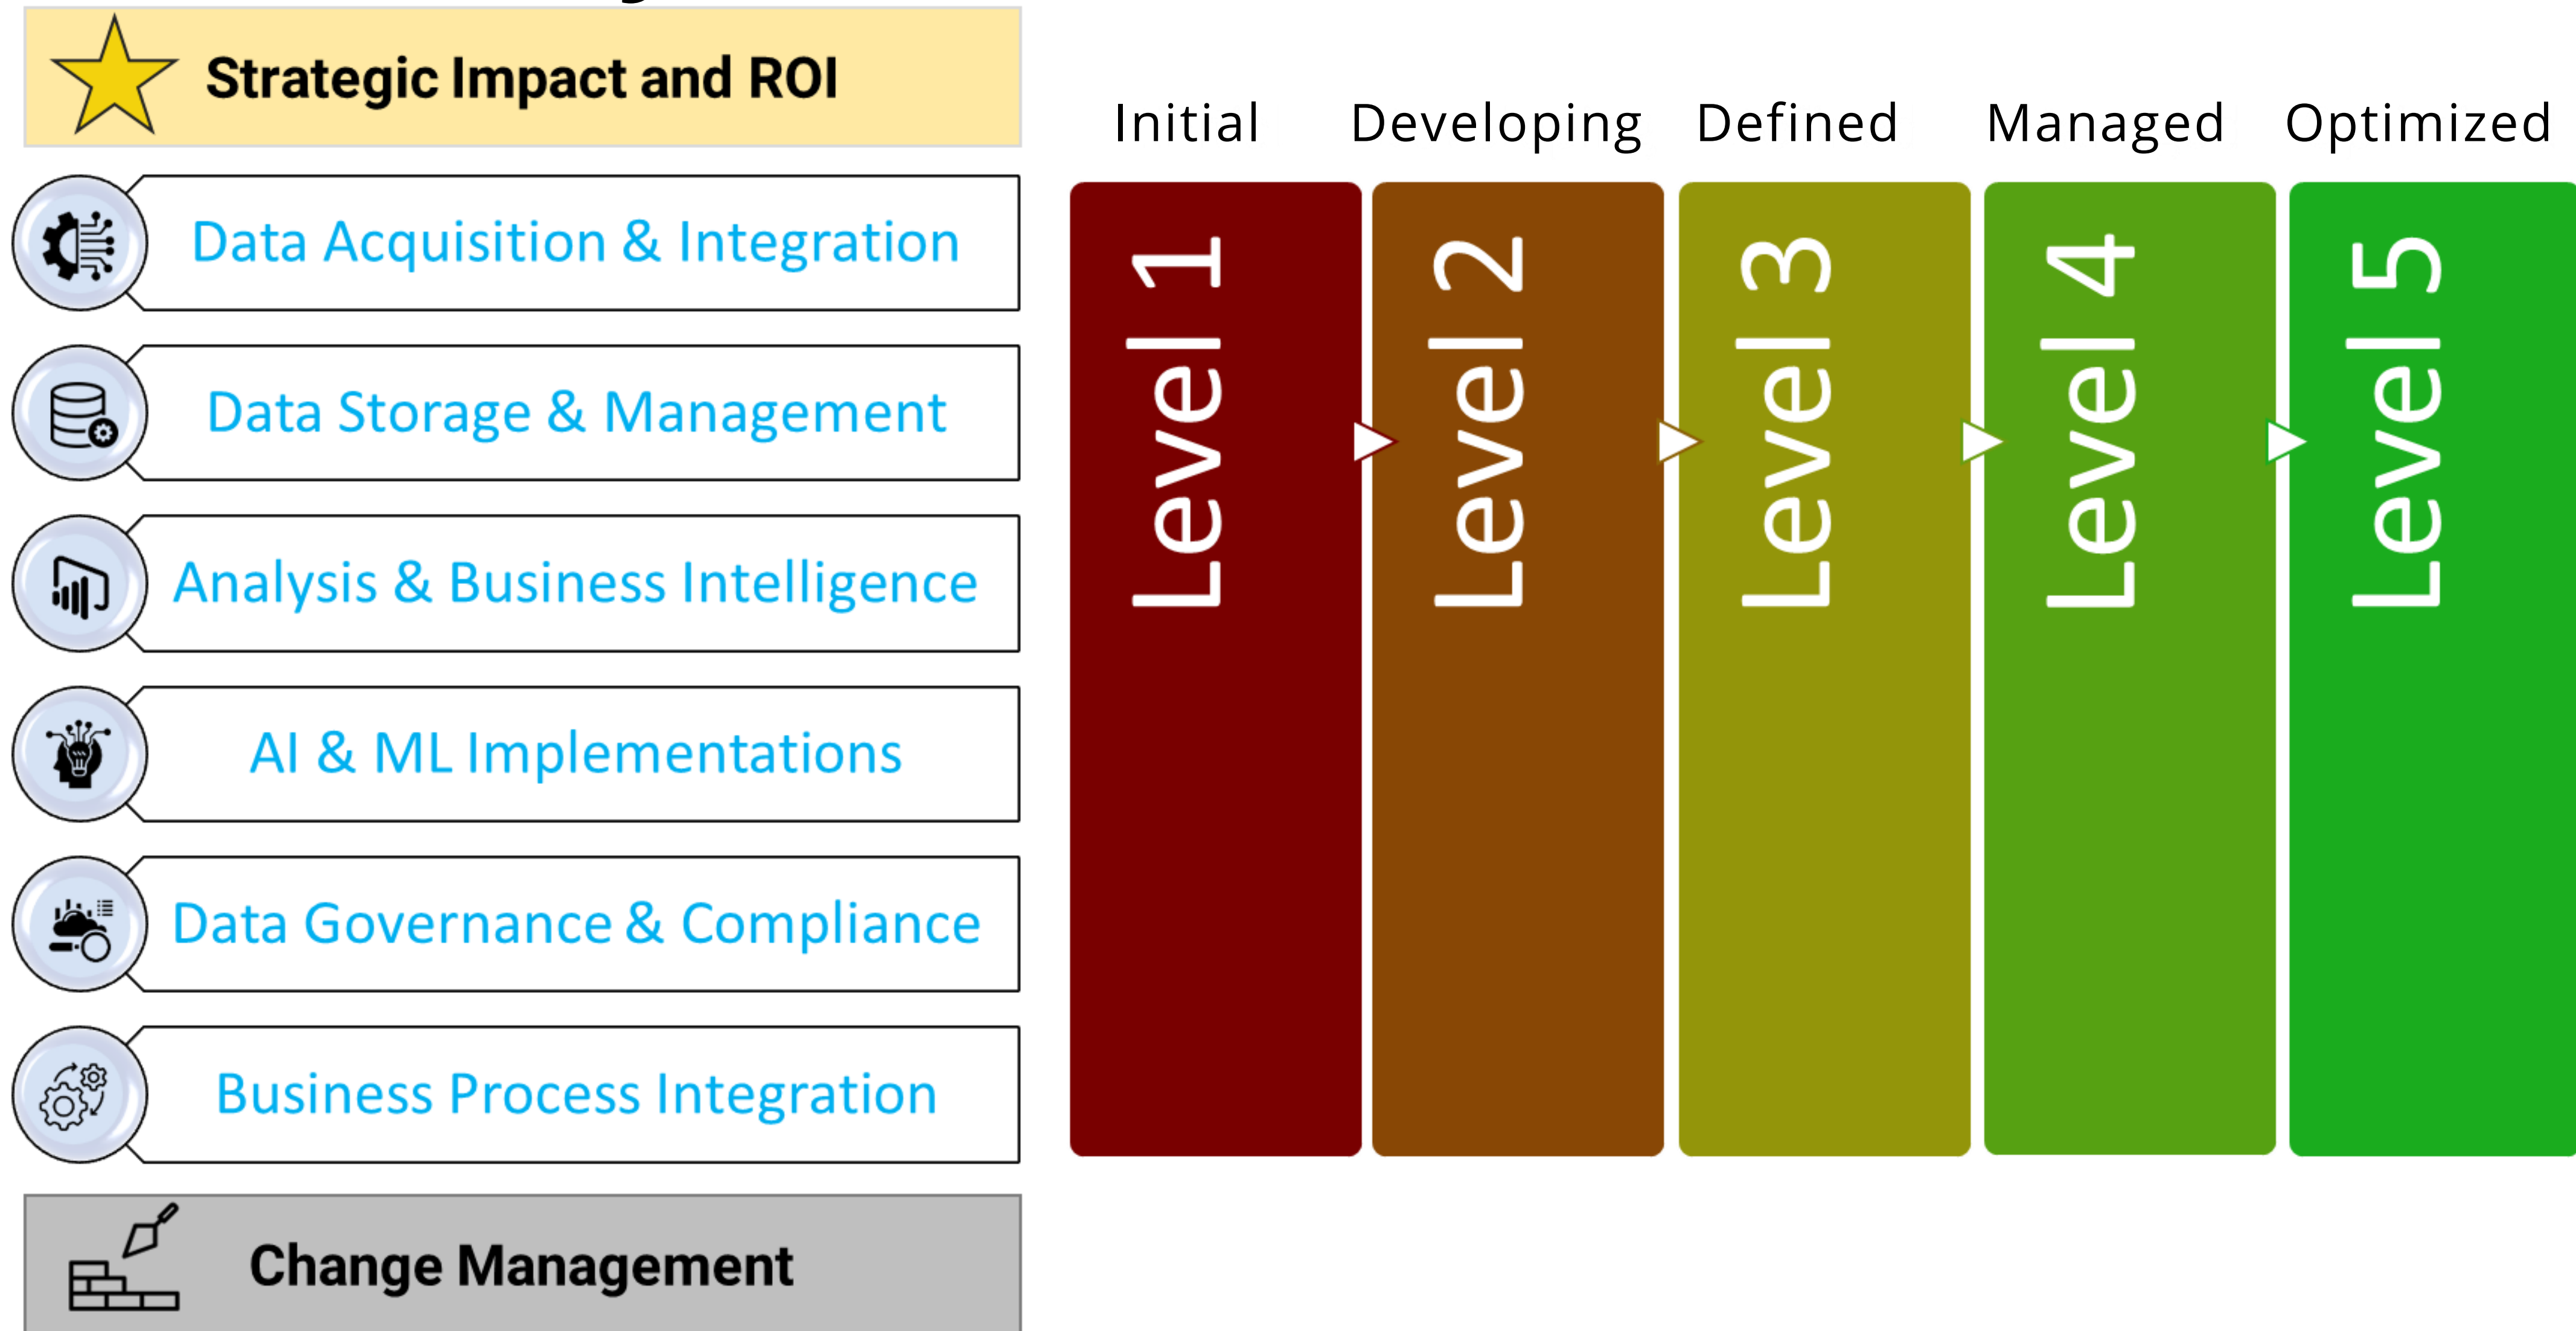 Strategic Impact and ROI
Data Acquisition & Integration
Data Storage & Management
Analysis & Business Intelligence
AI & ML Implementations
Data Governance & Compliance
Business Process Integration
Change Management
Initial
Developing
Defined
Managed
Optimized
Level 1
Level 2
Level 3
Level 4
Level 5